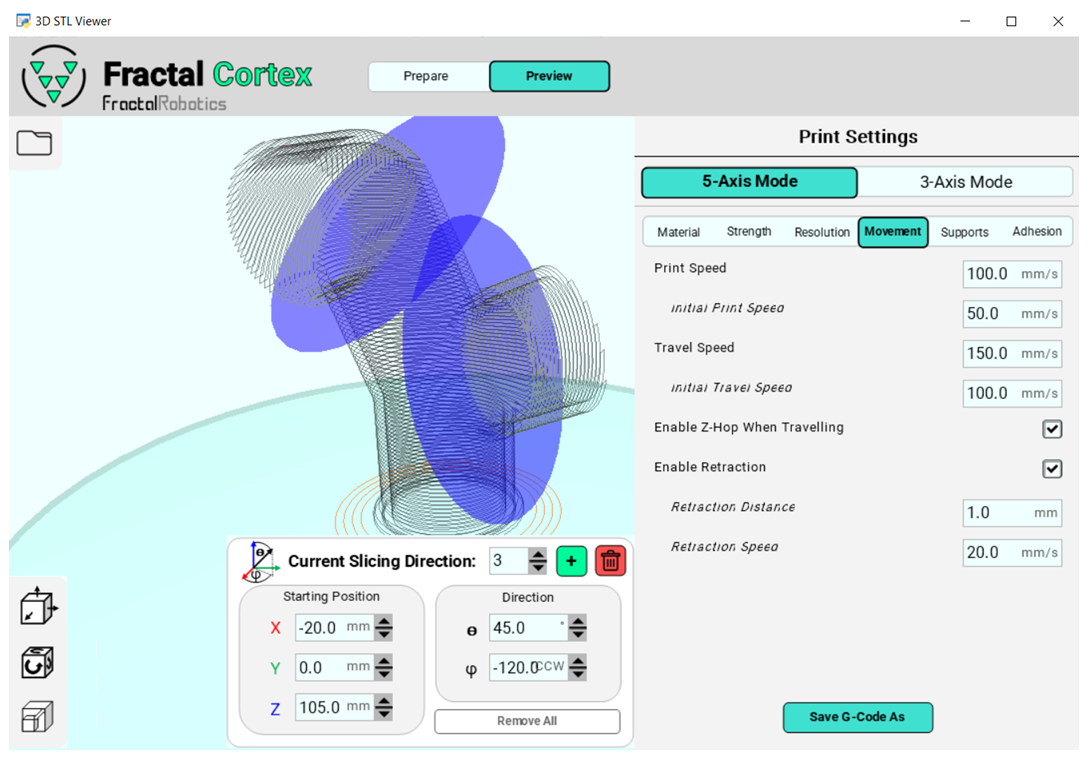 3D STL Viewer
Fractal Cortex
FractalRobotics
Prepare Preview
Print Settings
5-Axis Mode 3-Axis Mode
Material Strength Resolution Movement Supports Adhesion
Print Speed 100.0 mm/s
Initial Print Speed 50.0 mm/s
Travel Speed 150.0 mm/s
Initial Travel Speed 100.0 mm/s
Enable Z-Hop When Travelling
Enable Retraction
Retraction Distance 1.0 mm
Retraction Speed 20.0 mm/s
Save G-Code As
θ φ Current Slicing Direction: 3 +
Starting Position
X -20.0 mm
Y 0.0 mm
Z 105.0 mm
Direction
θ 45.0 °
φ -120.0 CCW
Remove All